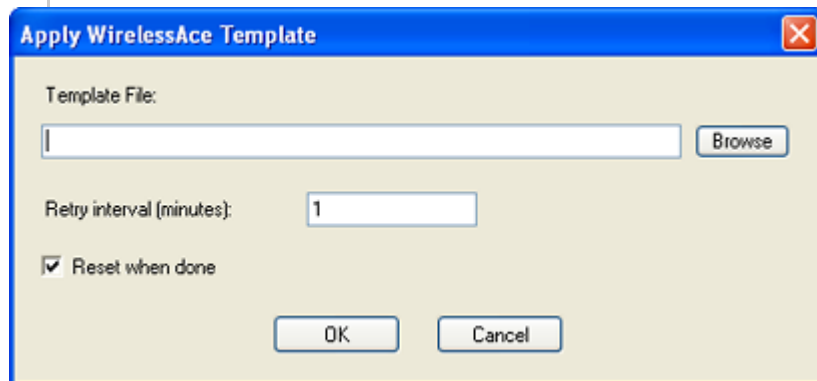 Apply WirelessAce Template
Template File:
Browse
Retry interval (minutes): 1
Reset when done
OK Cancel